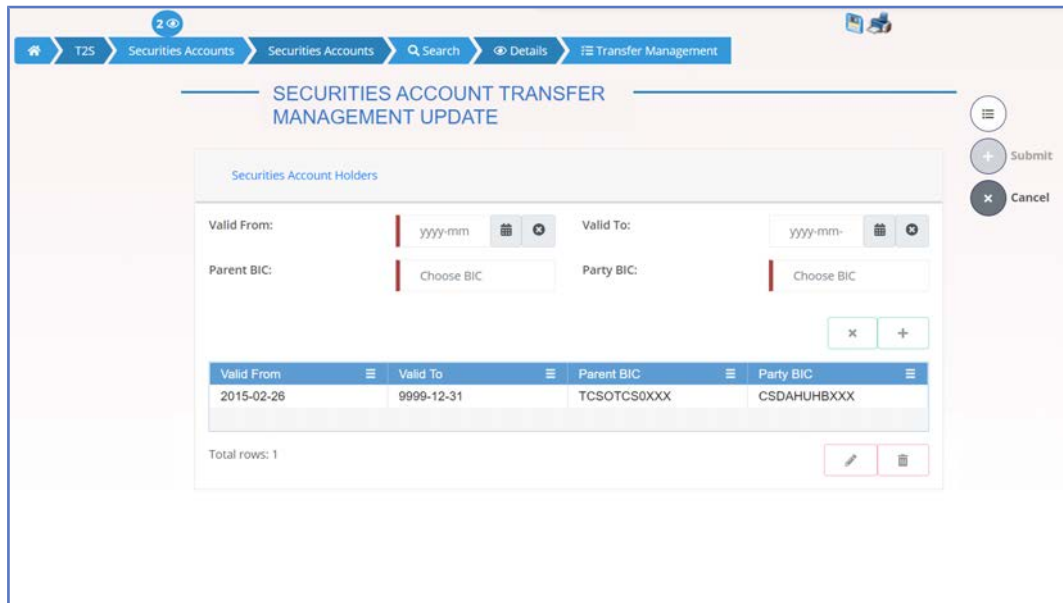 2
T2S Securities Accounts Securities Accounts Search Details Transfer Management
SECURITIES ACCOUNT TRANSFER
MANAGEMENT UPDATE
Submit
Cancel
Securities Account Holders
Valid From: yyyy-mm Valid To: yyyy-mm-
Parent BIC: Choose BIC Party BIC: Choose BIC
Valid From Valid To Parent BIC Party BIC
2015-02-26 9999-12-31 TCSOTCS0XXX CSDAHUHBXXX
Total rows: 1